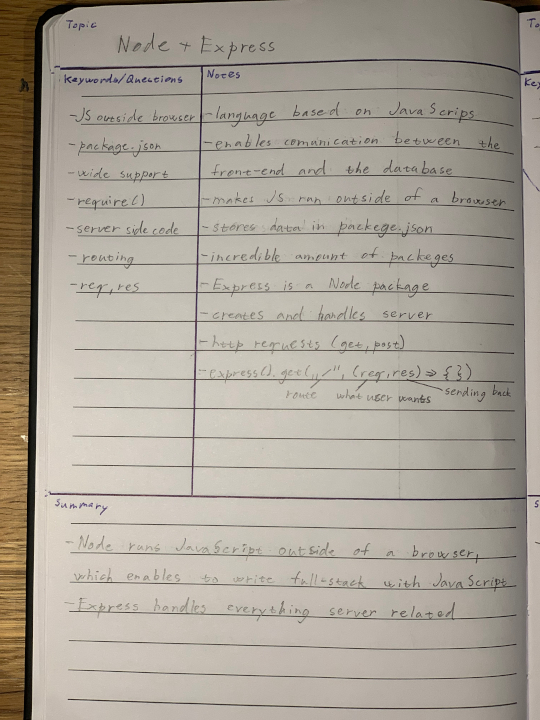 Topic
Node + Express
Keywords/Questions
Notes
-JS outside browser
-package.json
-wide support
-require()
-server side code
-routing
-req, res
-language based on JavaScrips
-enables comunication between the
front-end and the database
-makes JS ran outside of a browser
-stores data in packege.json
-incredible amount of packeges
-Express is a Node package
-creates and handles server
-http requests (get, post)
-express().get(„/", (req, res) => {})
route what user wants sending back
Summary
-Node rans JavaScript outside of a browser,
which enables to write full-stack with JavaScript
-Express handles everything server related